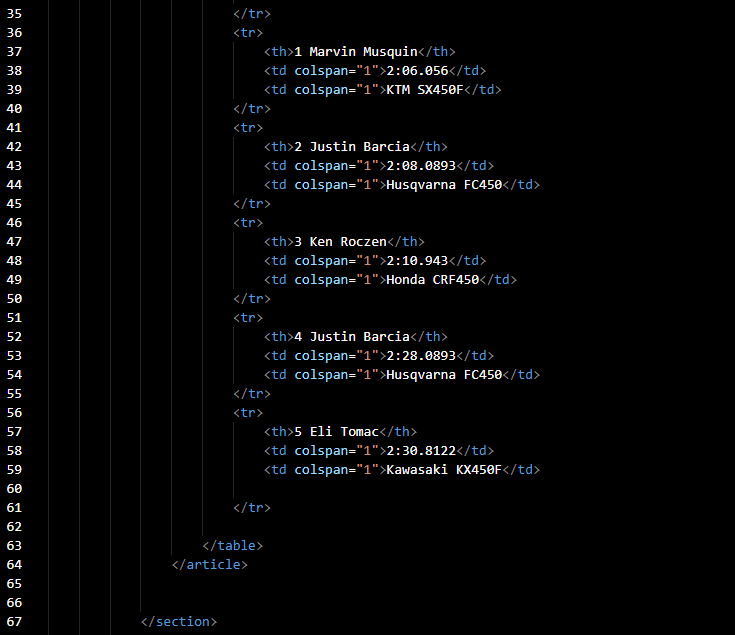 35 </tr>
36 <tr>
37 <th>1 Marvin Musquin</th>
38 <td colspan="1">2:06.056</td>
39 <td colspan="1">KTM SX450F</td>
40 </tr>
41 <tr>
42 <th>2 Justin Barcia</th>
43 <td colspan="1">2:08.0893</td>
44 <td colspan="1">Husqvarna FC450</td>
45 </tr>
46 <tr>
47 <th>3 Ken Roczen</th>
48 <td colspan="1">2:10.943</td>
49 <td colspan="1">Honda CRF450</td>
50 </tr>
51 <tr>
52 <th>4 Justin Barcia</th>
53 <td colspan="1">2:28.0893</td>
54 <td colspan="1">Husqvarna FC450</td>
55 </tr>
56 <tr>
57 <th>5 Eli Tomac</th>
58 <td colspan="1">2:30.8122</td>
59 <td colspan="1">Kawasaki KX450F</td>
60
61 </tr>
62
63 </table>
64 </article>
65
66
67 </section>